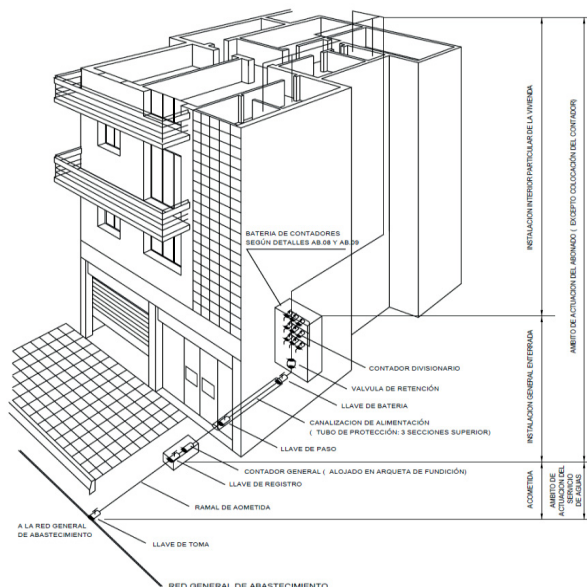 BATERIA DE CONTADORES
SEGÚN DETALLES AB.08 Y AB.09
CONTADOR DIVISIONARIO
VALVULA DE RETENCIÓN
LLAVE DE BATERIA
CANALIZACION DE ALIMENTACIÓN
( TUBO DE PROTECCIÓN: 3 SECCIONES SUPERIOR)
LLAVE DE PASO
CONTADOR GENERAL ( ALOJADO EN ARQUETA DE FUNDICIÓN)
LLAVE DE REGISTRO
RAMAL DE AOMETIDA
A LA RED GENERAL
DE ABASTECIMIENTO
LLAVE DE TOMA
RED GENERAL DE ABASTECIMIENTO
INSTALACION INTERIOR PARTICULAR DE LA VIVIENDA
INSTALACION GENERAL ENTERRADA
ACOMETIDA
AMBITO DE ACTUACION DEL ABONADO ( EXCEPTO COLOCACIÓN DEL CONTADOR)
AMBITO DE
ACTUACION DEL
SERVICIO
DE AGUAS